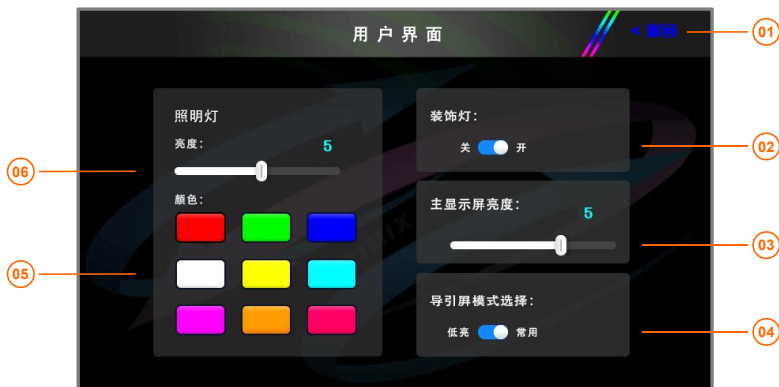 用户界面
< 返回
01
照明灯
亮度：
5
颜色：
装饰灯：
关 开
02
主显示屏亮度：
5
03
导引屏模式选择：
低亮 常用
04
05
06